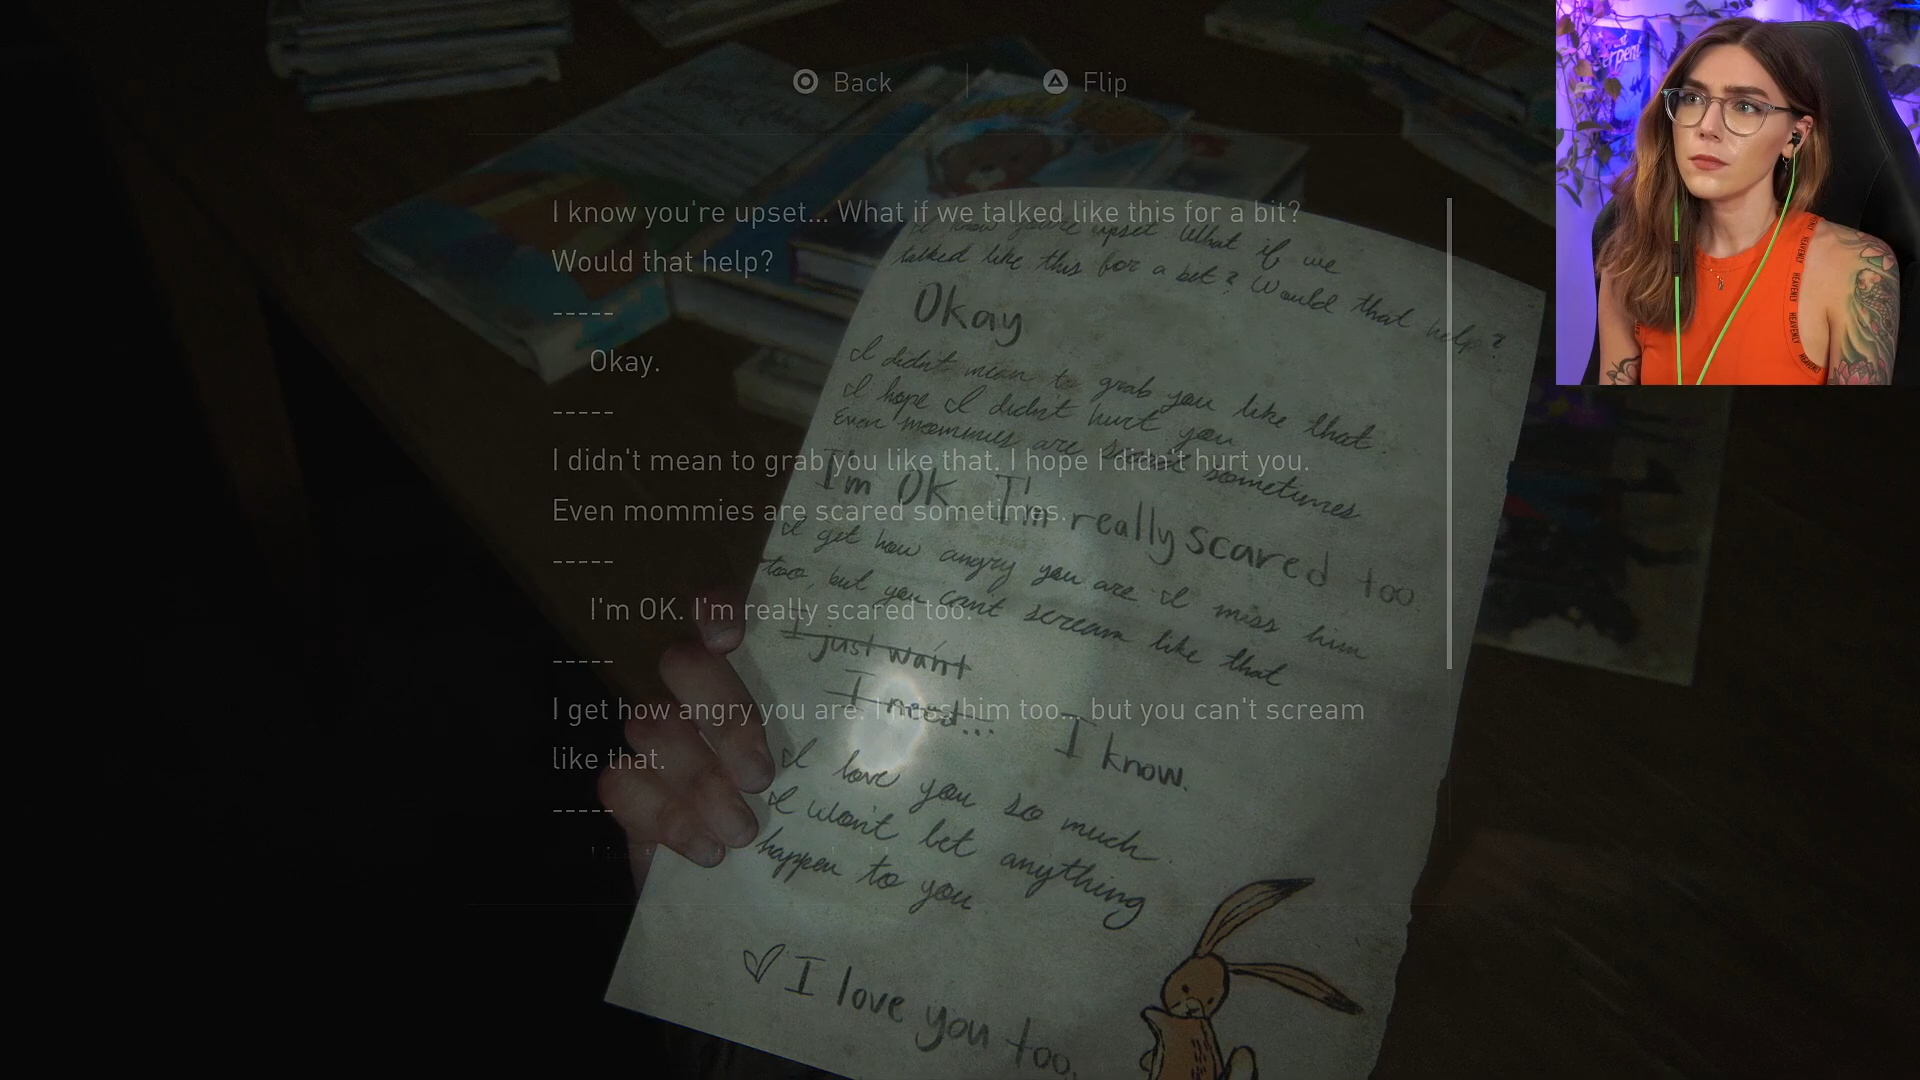 Back
Flip
I know you're upset... What if we talked like this for a bit?
Would that help?
-----
Okay.
-----
I didn't mean to grab you like that. I hope I didn't hurt you.
Even mommies are scared sometimes.
-----
I'm OK. I'm really scared too.
-----
I get how angry you are. I miss him too... but you can't scream
like that.
-----
I know you're upset. What if we
talked like this for a bit? Would that help?
Okay
I didn't mean to grab you like that.
I hope I didn't hurt you
Even mommies are scared sometimes
I'm OK. I'm really scared too.
I get how angry you are. I miss him
too, but you can't scream like that
I just want
I need...
I know.
I love you so much.
I won't let anything
happen to you
I love you too.
erpent
HEAVENLY
HEAVENLY
HEAVENLY
HEAVENLY